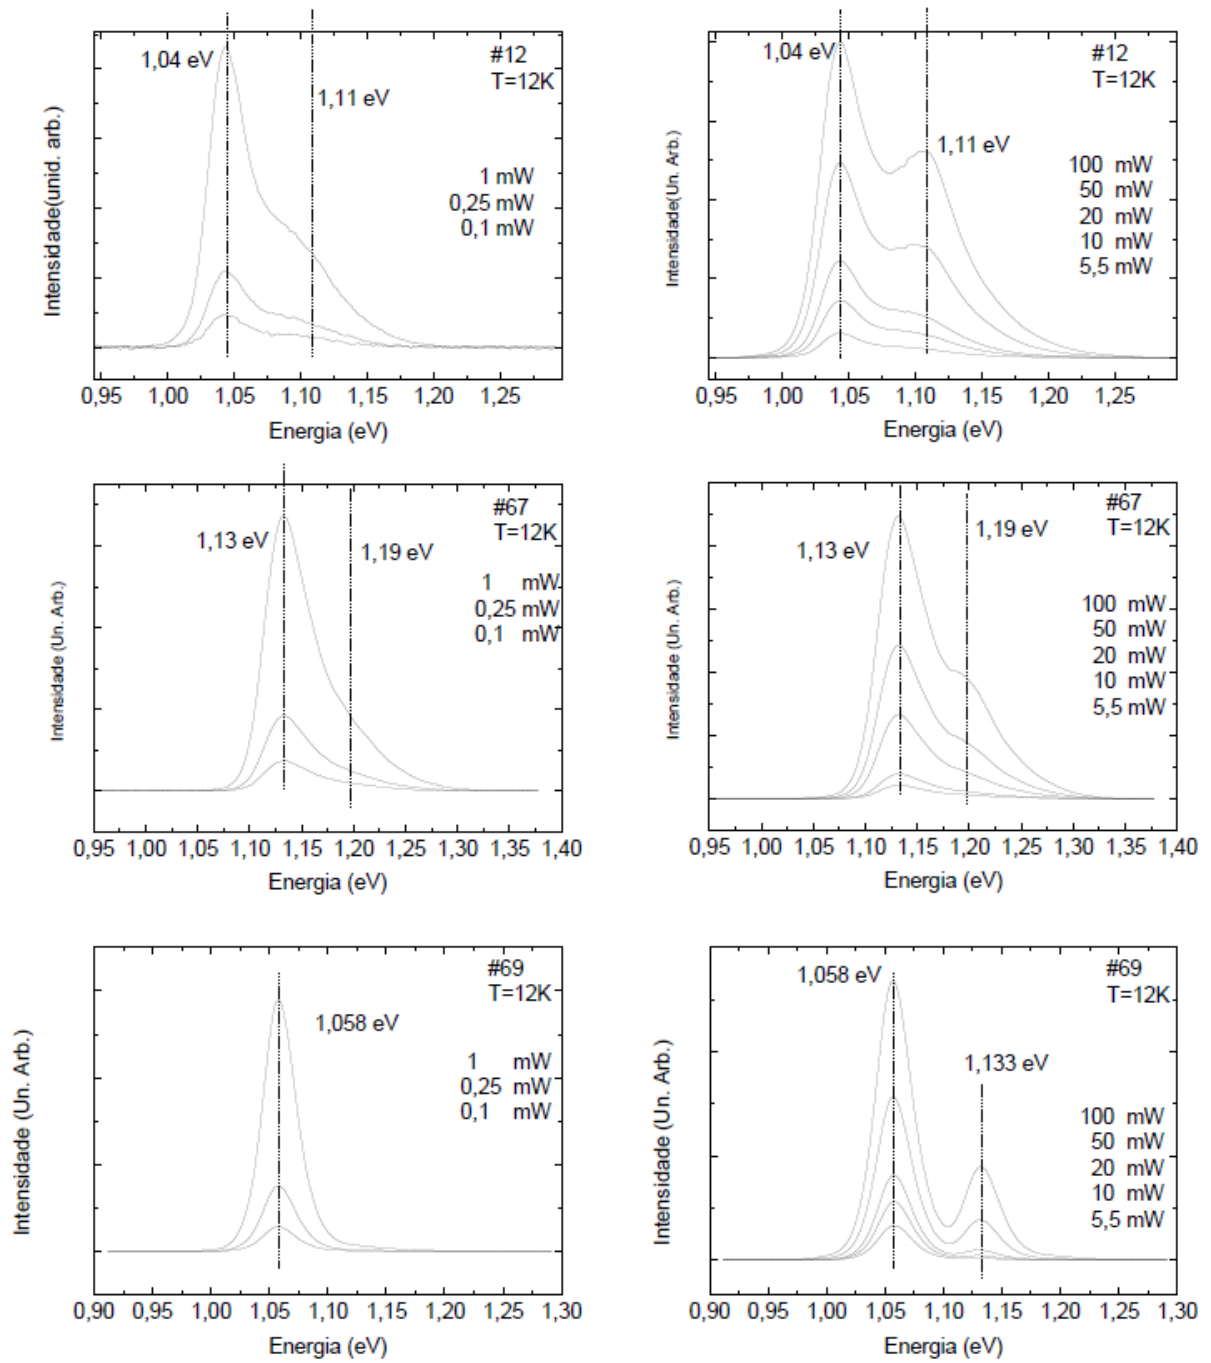 1,04 eV
#12
T=12K
1,11 eV
1 mW
0,25 mW
0,1 mW
Intensidade(unid. arb.)
0,95 1,00 1,05 1,10 1,15 1,20 1,25
Energia (eV)
1,04 eV
#12
T=12K
1,11 eV
100 mW
50 mW
20 mW
10 mW
5,5 mW
Intensidade(Un. Arb.)
0,95 1,00 1,05 1,10 1,15 1,20 1,25
Energia (eV)
#67
T=12K
1,13 eV
1,19 eV
1 mW
0,25 mW
0,1 mW
Intensidade (Un. Arb.)
0,95 1,00 1,05 1,10 1,15 1,20 1,25 1,30 1,35 1,40
Energia (eV)
#67
T=12K
1,13 eV
1,19 eV
100 mW
50 mW
20 mW
10 mW
5,5 mW
Intensidade (Un. Arb.)
0,95 1,00 1,05 1,10 1,15 1,20 1,25 1,30 1,35 1,40
Energia (eV)
#69
T=12K
1,058 eV
1 mW
0,25 mW
0,1 mW
Intensidade (Un. Arb.)
0,90 0,95 1,00 1,05 1,10 1,15 1,20 1,25 1,30
Energia (eV)
1,058 eV
#69
T=12K
1,133 eV
100 mW
50 mW
20 mW
10 mW
5,5 mW
Intensidade (Un. Arb.)
0,90 0,95 1,00 1,05 1,10 1,15 1,20 1,25 1,30
Energia (eV)